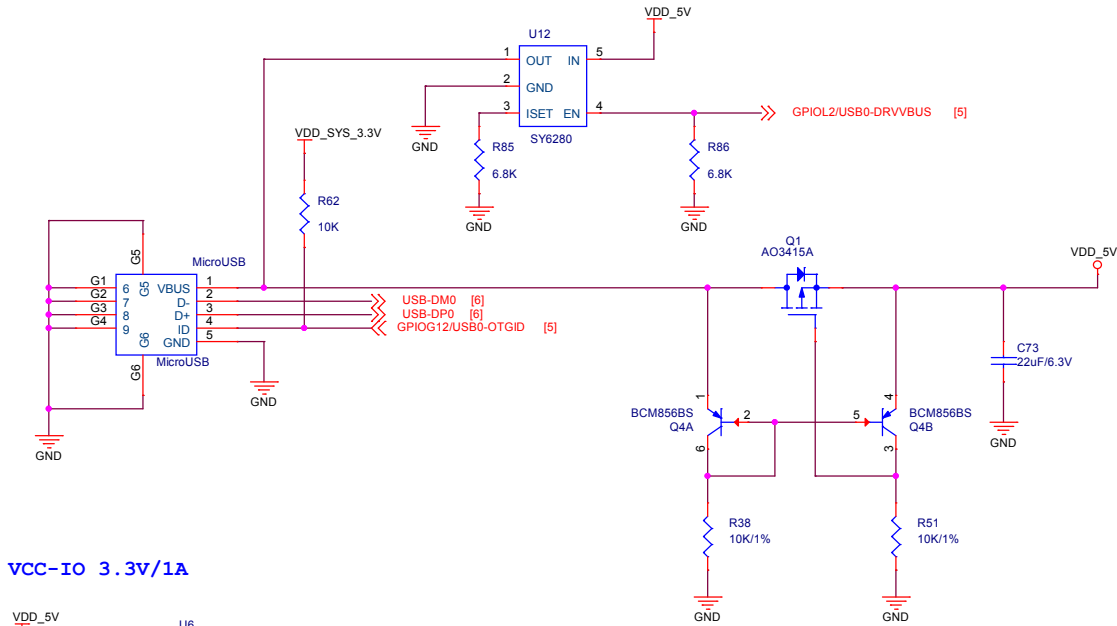 VDD_5V
U12
1 OUT IN 5
2 GND
3 ISET EN 4
SY6280
GPIOL2/USB0-DRVVBUS [5]
GND
VDD_SYS_3.3V
R85
6.8K
R86
6.8K
GND
GND
R62
10K
G5
MicroUSB
G1 6 G5 VBUS 1
G2 7 D- 2
G3 8 D+ 3
G4 9 ID 4
G6 GND 5
G6
MicroUSB
USB-DM0 [6]
USB-DP0 [6]
GPIOG12/USB0-OTGID [5]
GND
GND
Q1
AO3415A
VDD_5V
C73
22uF/6.3V
GND
1
BCM856BS
Q4A
2
6
5
4
BCM856BS
Q4B
3
R38
10K/1%
R51
10K/1%
GND
GND
VCC-IO 3.3V/1A
VDD_5V